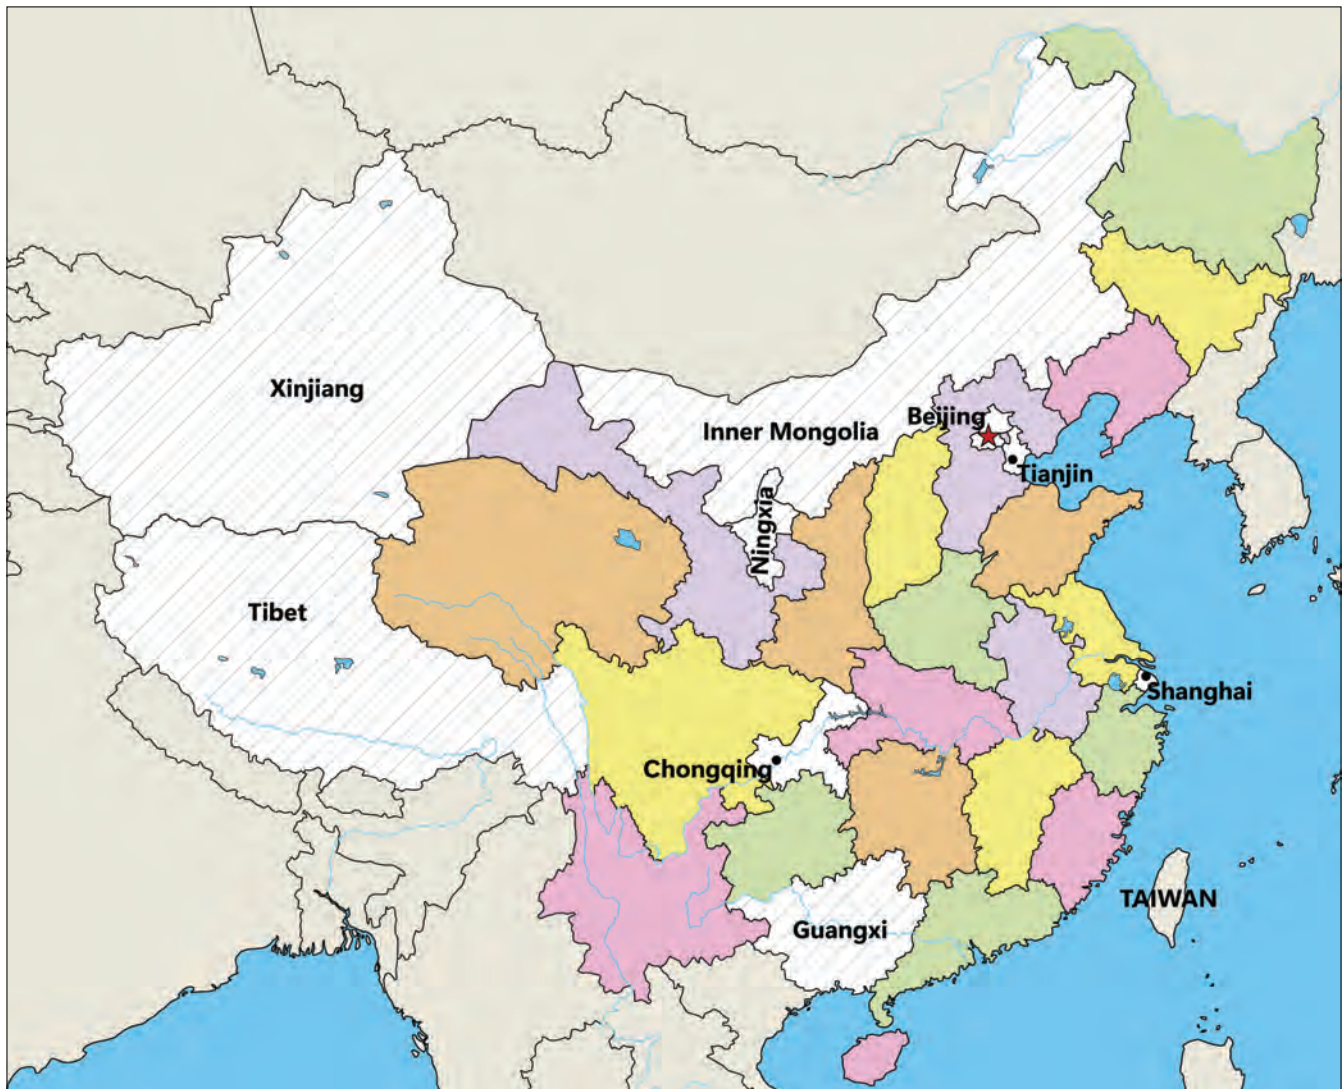 Xinjiang
Beijing
Inner Mongolia
Tianjin
Ningxia
Tibet
Shanghai
Chongqing
TAIWAN
Guangxi